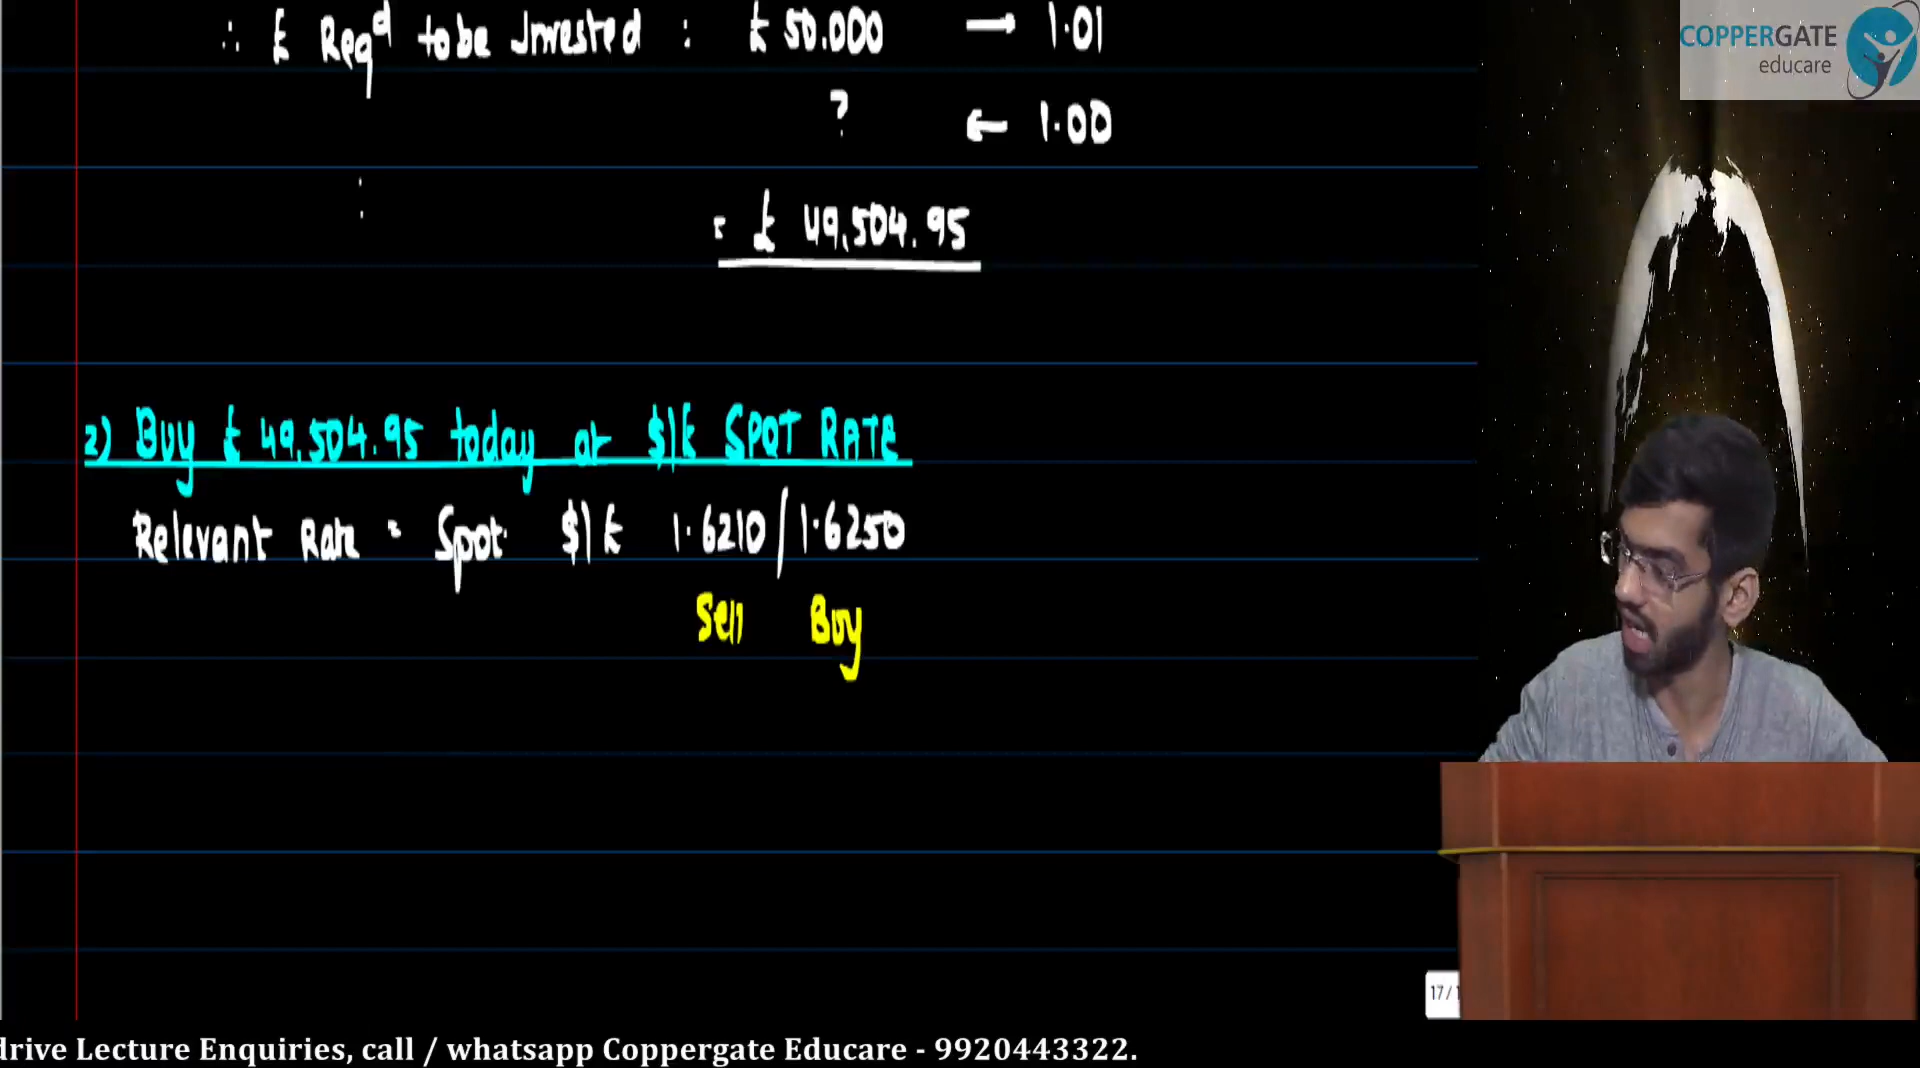 ∴ £ Reqd to be Invested : £ 50,000 → 1.01
? ← 1.00
= £ 49,504.95
2) Buy £ 49,504.95 today at $/£ SPOT RATE
Relevant Rate = Spot $/£ 1.6210 / 1.6250
Sell Buy
COPPERGATE
educare
17/1
drive Lecture Enquiries, call / whatsapp Coppergate Educare - 9920443322.